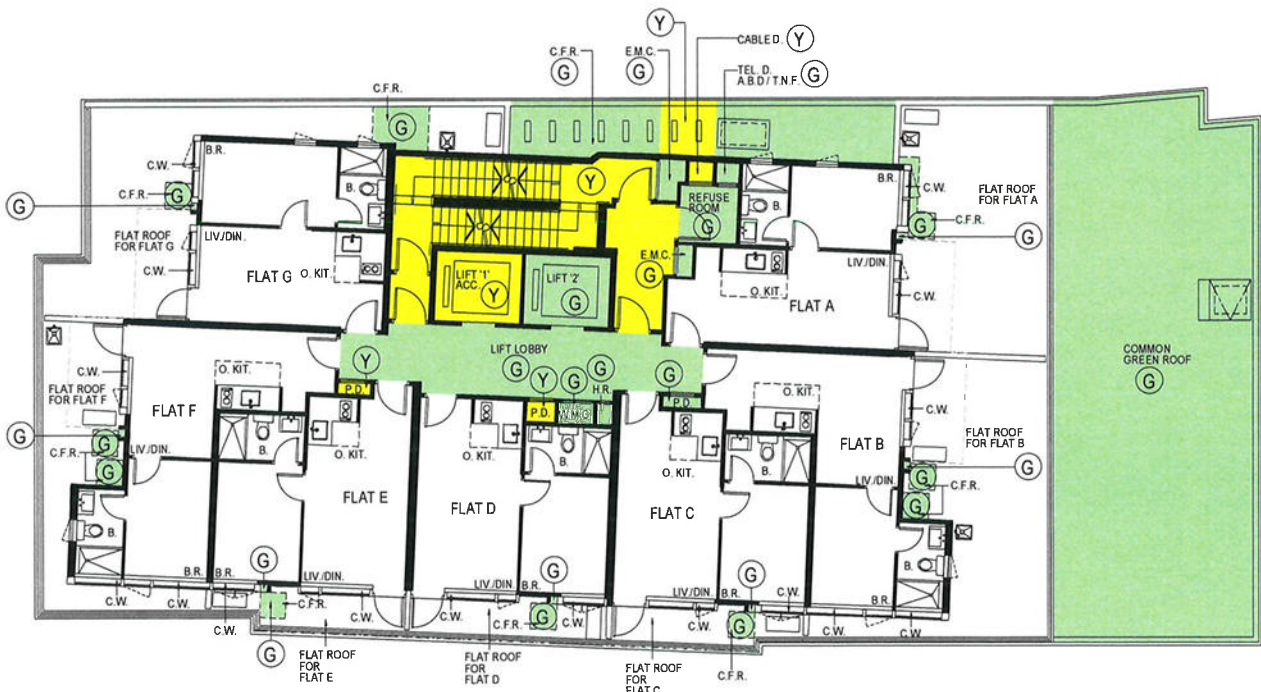 Y
CABLE D. Y
C.F.R.
G
E.M.C.
G
TEL. D.
A.B.D / T.N.F. G
C.F.R.
G
B.R.
C.W.
C.F.R.
G
G
B.
FLAT ROOF
FOR FLAT G
LIV./DIN.
C.W.
FLAT G
O. KIT.
Y
LIFT '1'
ACC.
Y
LIFT '2'
G
REFUSE
ROOM
G
E.M.C.
G
B.
B.R.
C.W.
FLAT ROOF
FOR FLAT A
G
C.F.R.
G
LIV./DIN.
C.W.
O. KIT.
FLAT A
COMMON
GREEN ROOF
G
LIFT LOBBY
G
Y
P.D.
Y
P.D.
G
W.M.C.
H.R.
G
P.D.
C.W.
FLAT ROOF
FOR FLAT F
O. KIT.
FLAT F
G
G
C.F.R.
G
LIV./DIN.
B.
B.
B.R.
O. KIT.
FLAT E
B.R.
LIV./DIN.
O. KIT.
FLAT D
LIV./DIN.
B.
B.R.
O. KIT.
FLAT C
LIV./DIN.
B.
B.R.
O. KIT.
FLAT B
LIV./DIN.
C.W.
FLAT ROOF
FOR FLAT B
G
G
C.F.R.
G
B.
B.R.
C.W.
C.W.
C.W.
G
C.F.R.
G
C.W.
FLAT ROOF
FOR
FLAT E
C.W.
G
C.F.R.
G
C.W.
FLAT ROOF
FOR
FLAT D
C.W.
G
G
C.F.R.
C.W.
FLAT ROOF
FOR
FLAT C
C.W.
C.W.